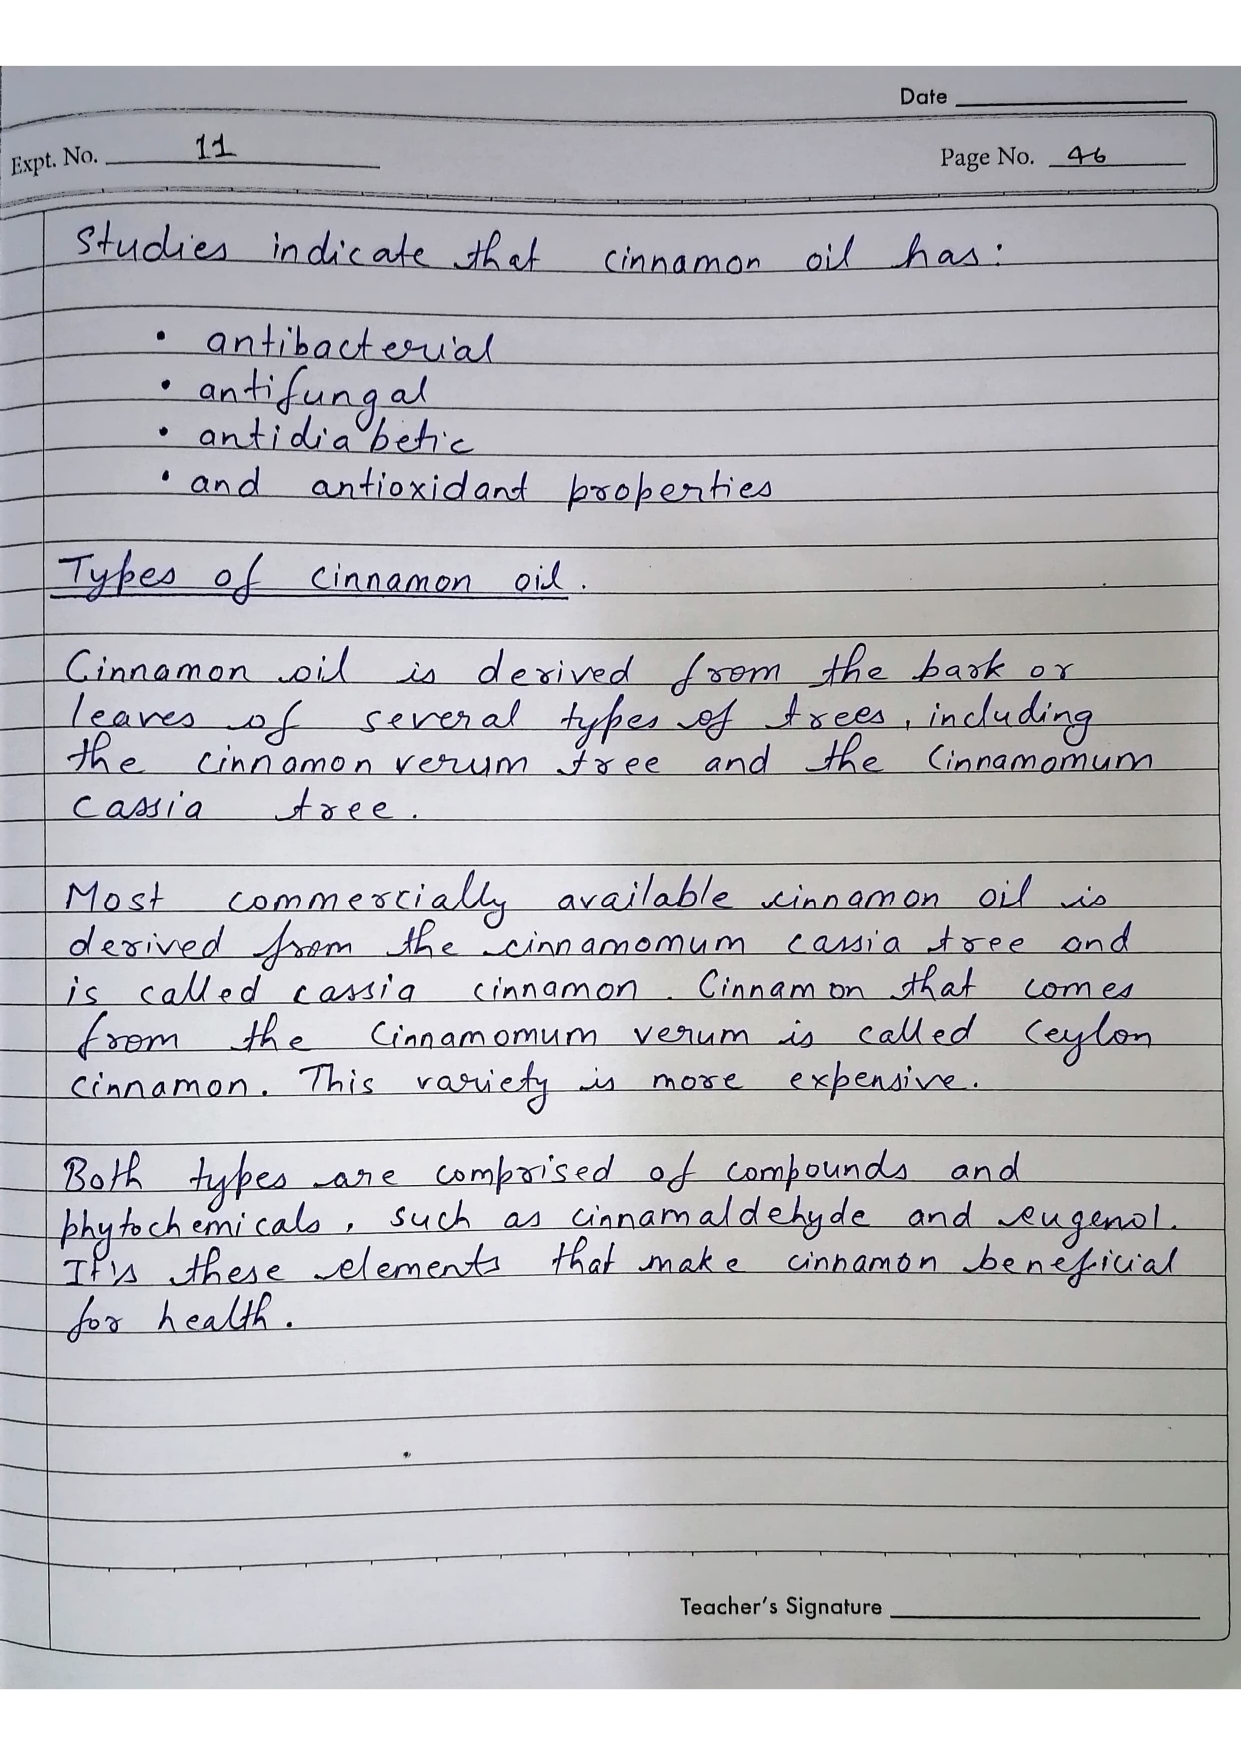 Date
Expt. No. 11
Page No. 46
Studies indicate that cinnamon oil has:
• antibacterial
• antifungal
• antidiabetic
• and antioxidant properties
Types of cinnamon oil.
Cinnamon oil is derived from the bark or
leaves of several types of trees, including
the cinnamon verum tree and the Cinnamomum
cassia tree.
Most commercially available cinnamon oil is
derived from the cinnamomum cassia tree and
is called cassia cinnamon. Cinnamon that comes
from the Cinnamomum verum is called Ceylon
cinnamon. This variety is more expensive.
Both types are comprised of compounds and
phytochemicals, such as cinnamaldehyde and eugenol.
It's these elements that make cinnamon beneficial
for health.
Teacher's Signature